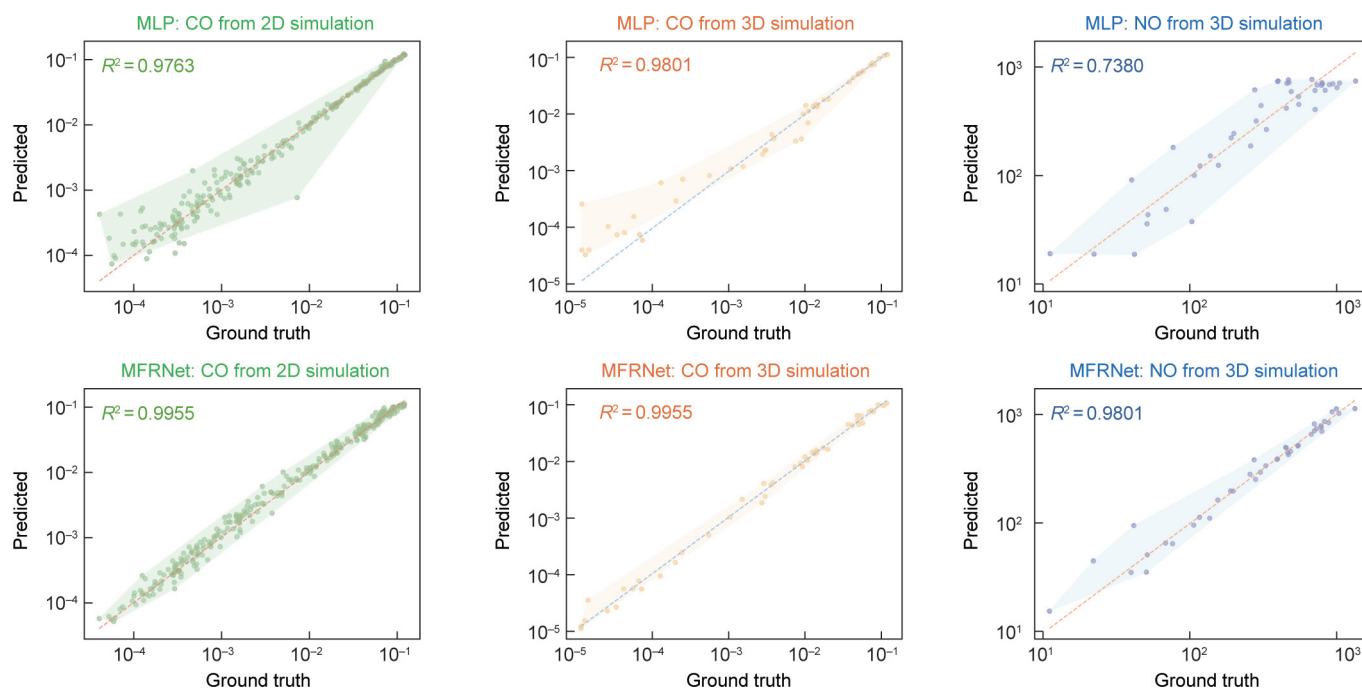 MLP: CO from 2D simulation
R² = 0.9763
Predicted
10⁻¹
10⁻²
10⁻³
10⁻⁴
10⁻⁴ 10⁻³ 10⁻² 10⁻¹
Ground truth
MLP: CO from 3D simulation
R² = 0.9801
Predicted
10⁻¹
10⁻²
10⁻³
10⁻⁴
10⁻⁵
10⁻⁵ 10⁻⁴ 10⁻³ 10⁻² 10⁻¹
Ground truth
MLP: NO from 3D simulation
R² = 0.7380
Predicted
10³
10²
10¹
10¹ 10² 10³
Ground truth
MFRNet: CO from 2D simulation
R² = 0.9955
Predicted
10⁻¹
10⁻²
10⁻³
10⁻⁴
10⁻⁴ 10⁻³ 10⁻² 10⁻¹
Ground truth
MFRNet: CO from 3D simulation
R² = 0.9955
Predicted
10⁻¹
10⁻²
10⁻³
10⁻⁴
10⁻⁵
10⁻⁵ 10⁻⁴ 10⁻³ 10⁻² 10⁻¹
Ground truth
MFRNet: NO from 3D simulation
R² = 0.9801
Predicted
10³
10²
10¹
10¹ 10² 10³
Ground truth